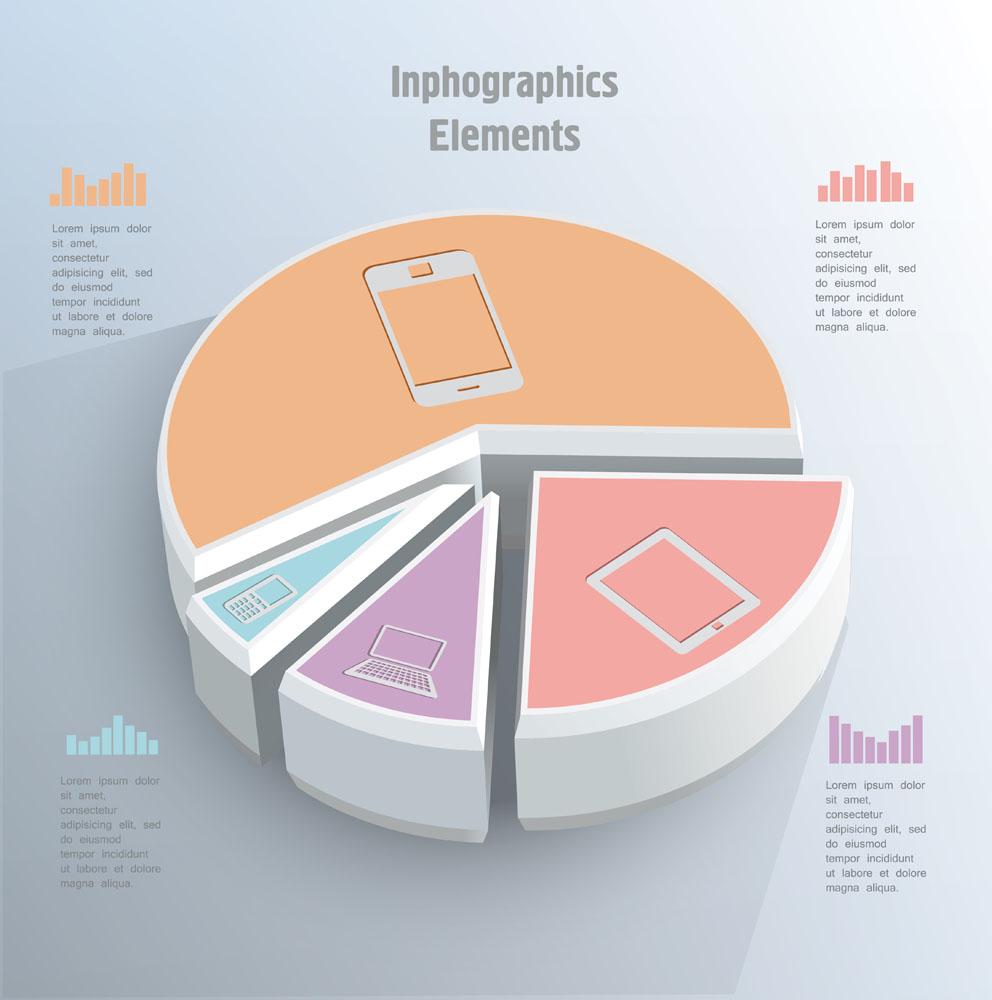 Inphographics
Elements
Lorem ipsum dolor
sit amet,
consectetur
adipisicing elit, sed
do eiusmod
tempor incididunt
ut labore et dolore
magna aliqua.
Lorem ipsum dolor
sit amet,
consectetur
adipisicing elit, sed
do eiusmod
tempor incididunt
ut labore et dolore
magna aliqua.
Lorem ipsum dolor
sit amet,
consectetur
adipisicing elit, sed
do eiusmod
tempor incididunt
ut labore et dolore
magna aliqua.
Lorem ipsum dolor
sit amet,
consectetur
adipisicing elit, sed
do eiusmod
tempor incididunt
ut labore et dolore
magna aliqua.